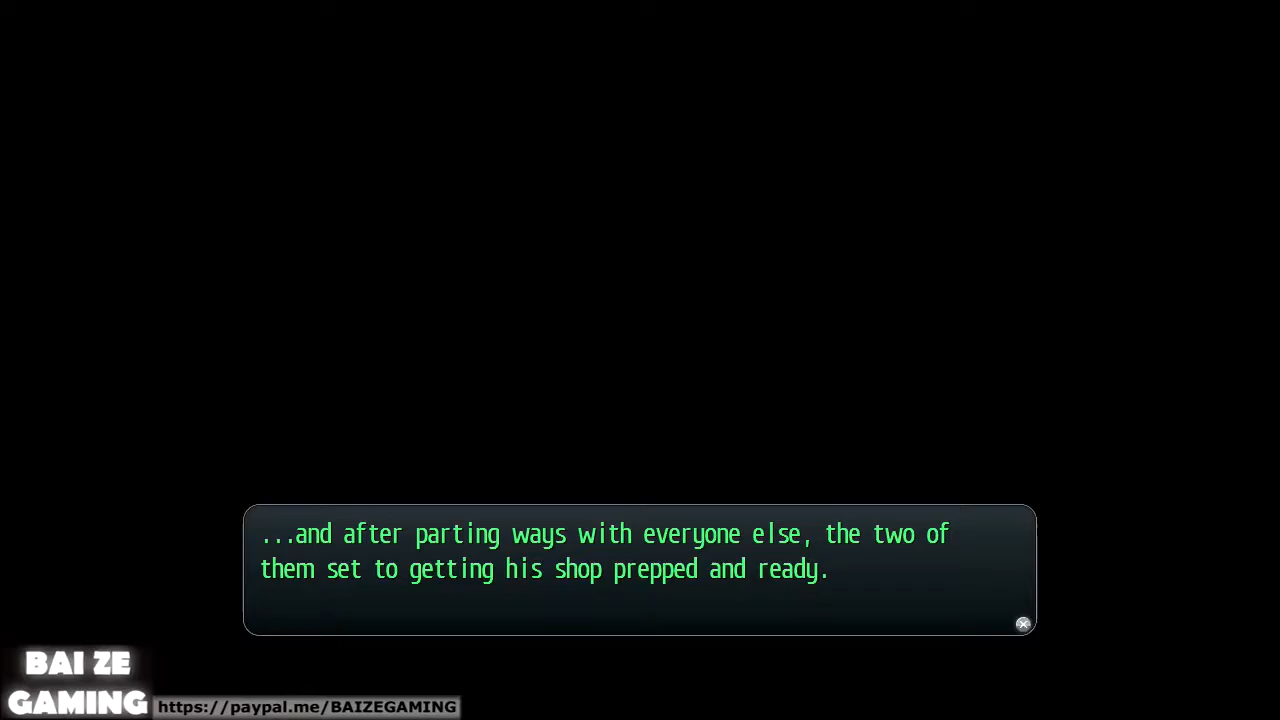 ...and after parting ways with everyone else, the two of
them set to getting his shop prepped and ready.
BAI ZE
GAMING
https://paypal.me/BAIZEGAMING